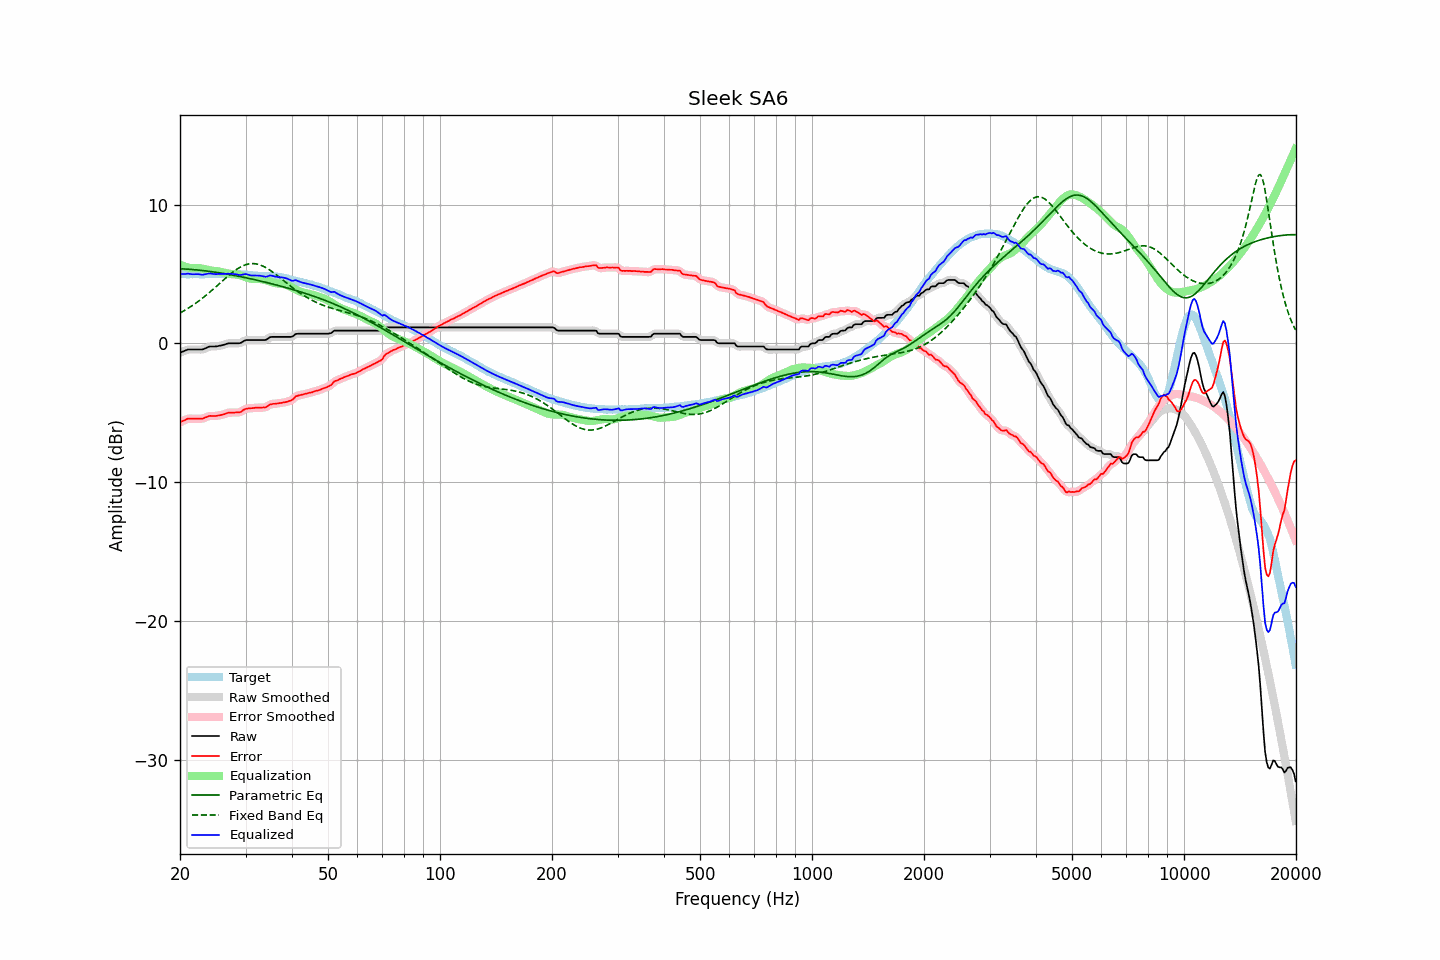 Sleek SA6
Amplitude (dBr)
10
0
−10
−20
−30
Target
Raw Smoothed
Error Smoothed
Raw
Error
Equalization
Parametric Eq
Fixed Band Eq
Equalized
20 50 100 200 500 1000 2000 5000 10000 20000
Frequency (Hz)